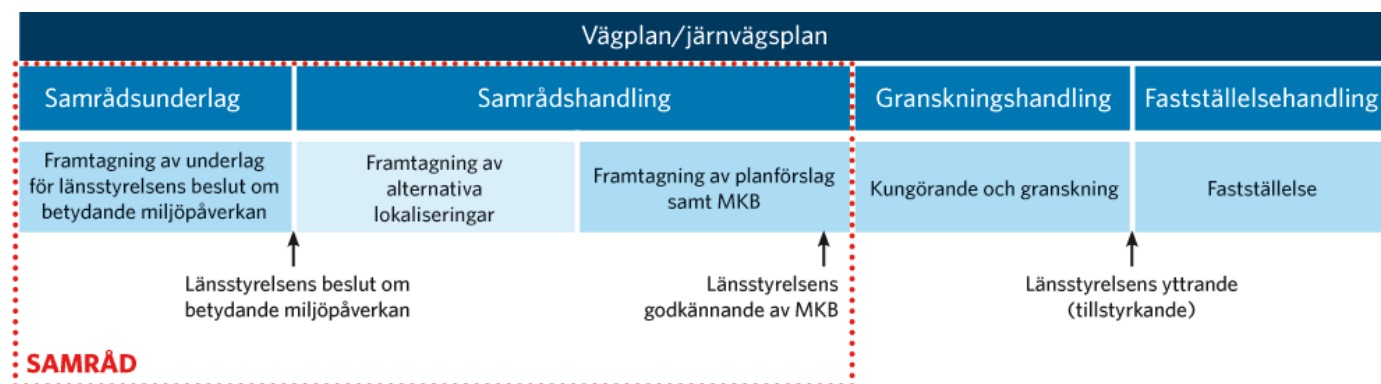 Vägplan/järnvägsplan
Samrådsunderlag
Samrådshandling
Granskningshandling
Fastställelsehandling
Framtagning av underlag
för länsstyrelsens beslut om
betydande miljöpåverkan
Framtagning av
alternativa
lokaliseringar
Framtagning av planförslag
samt MKB
Kungörande och granskning
Fastställelse
Länsstyrelsens beslut om
betydande miljöpåverkan
Länsstyrelsens
godkännande av MKB
Länsstyrelsens yttrande
(tillstyrkande)
SAMRÅD